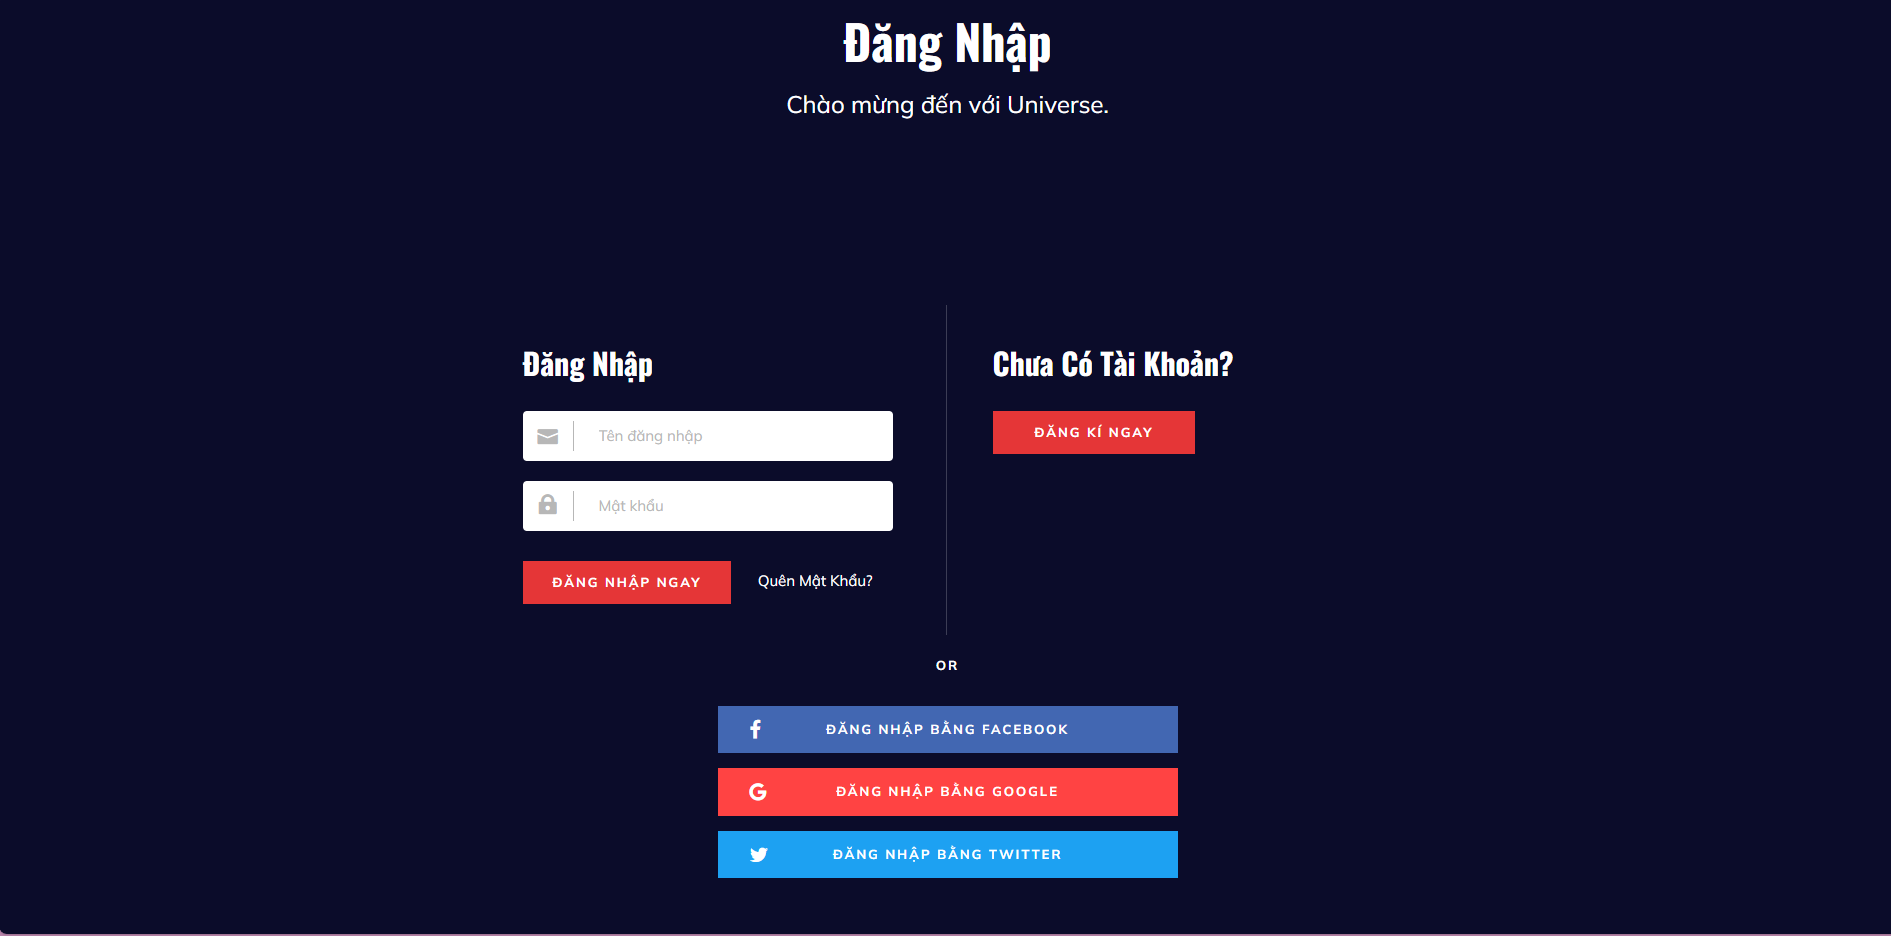 Đăng Nhập
Chào mừng đến với Universe.
Đăng Nhập
Tên đăng nhập
Mật khẩu
ĐĂNG NHẬP NGAY
Quên Mật Khẩu?
Chưa Có Tài Khoản?
ĐĂNG KÍ NGAY
OR
ĐĂNG NHẬP BẰNG FACEBOOK
ĐĂNG NHẬP BẰNG GOOGLE
ĐĂNG NHẬP BẰNG TWITTER